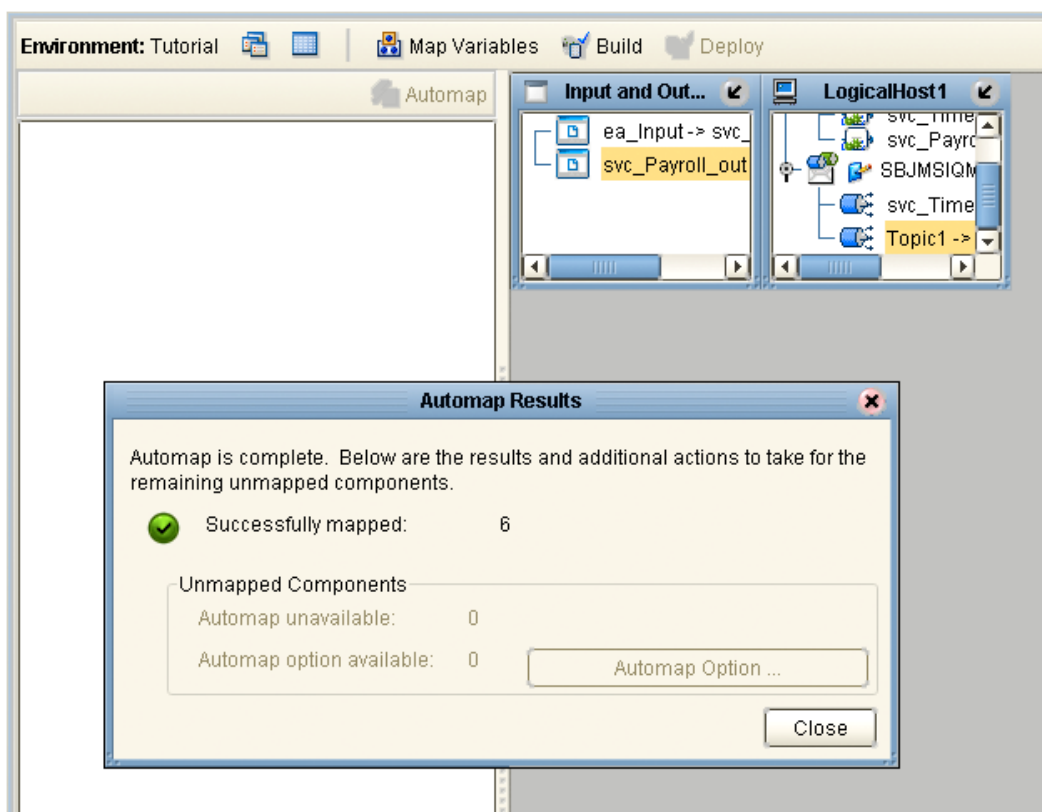 Environment: Tutorial Map Variables Build Deploy
Automap
Input and Out...
ea_Input -> svc_
svc_Payroll_out
LogicalHost1
svc_Time
svc_Payro
SBJMSIQM
svc_Time
Topic1 ->
Automap Results
Automap is complete. Below are the results and additional actions to take for the
remaining unmapped components.
Successfully mapped: 6
Unmapped Components
Automap unavailable: 0
Automap option available: 0
Automap Option ...
Close